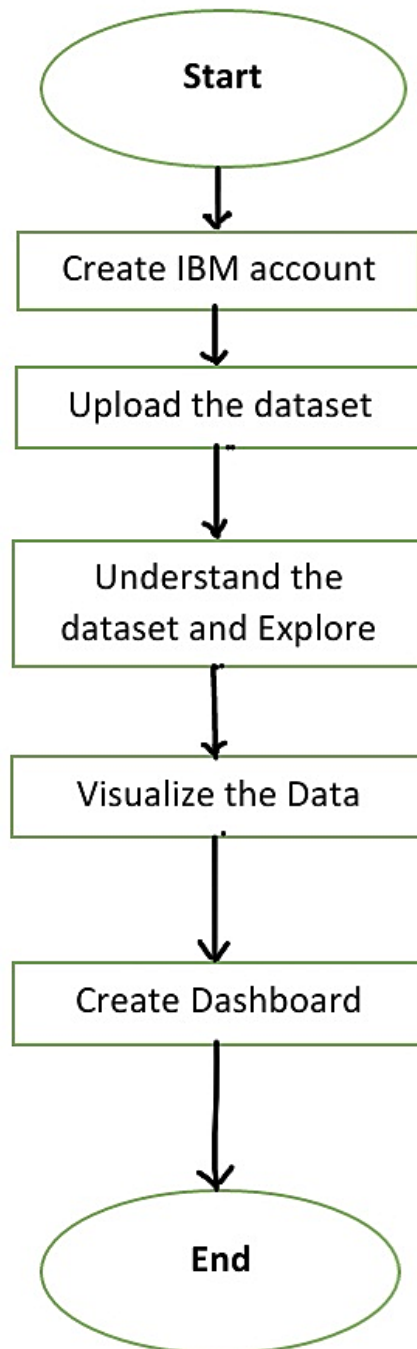 Start
Create IBM account
Upload the dataset
Understand the
dataset and Explore
Visualize the Data
Create Dashboard
End